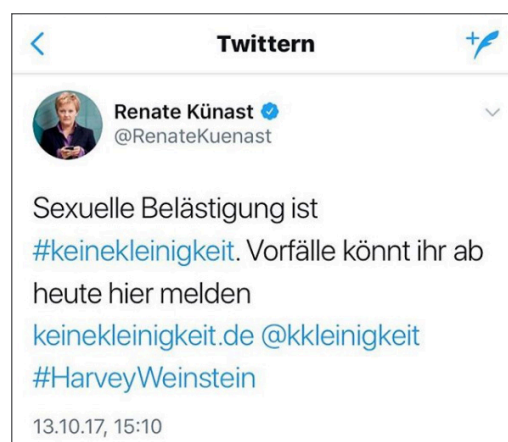 Twittern
Renate Künast
@RenateKuenast
Sexuelle Belästigung ist
#keinekleinigkeit. Vorfälle könnt ihr ab
heute hier melden
keinekleinigkeit.de @kkleinigkeit
#HarveyWeinstein
13.10.17, 15:10